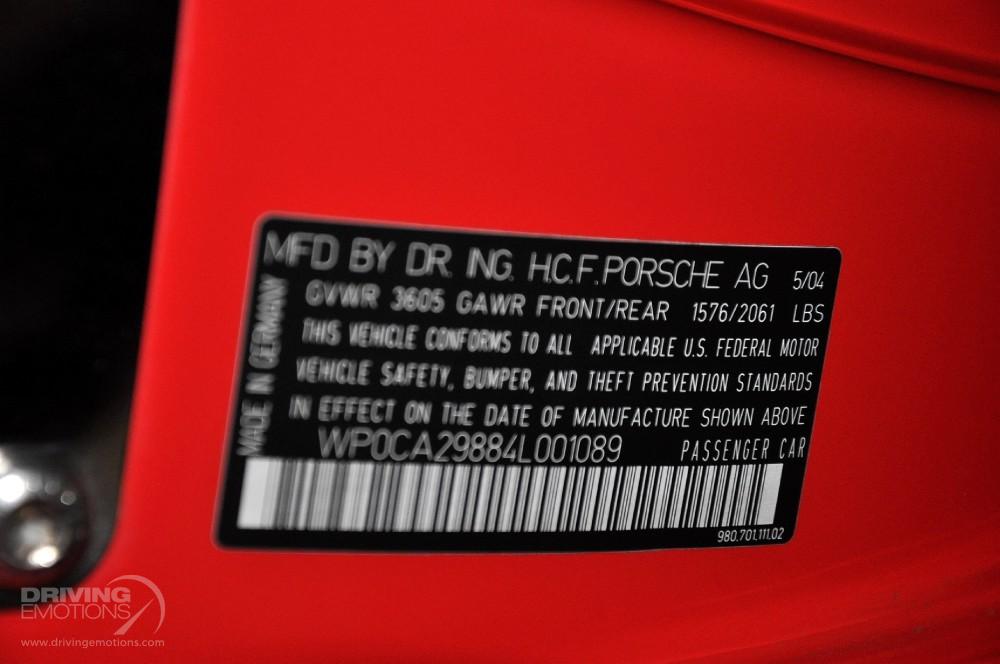 MFD BY DR. ING. H.C.F. PORSCHE AG 5/04
GVWR 3605 GAWR FRONT/REAR 1576/2061 LBS
THIS VEHICLE CONFORMS TO ALL APPLICABLE U.S. FEDERAL MOTOR
VEHICLE SAFETY, BUMPER, AND THEFT PREVENTION STANDARDS
IN EFFECT ON THE DATE OF MANUFACTURE SHOWN ABOVE
WP0CA29884L001089 PASSENGER CAR
MADE IN GERMANY
980.701.111.02
DRIVING
EMOTIONS
www.drivingemotions.com